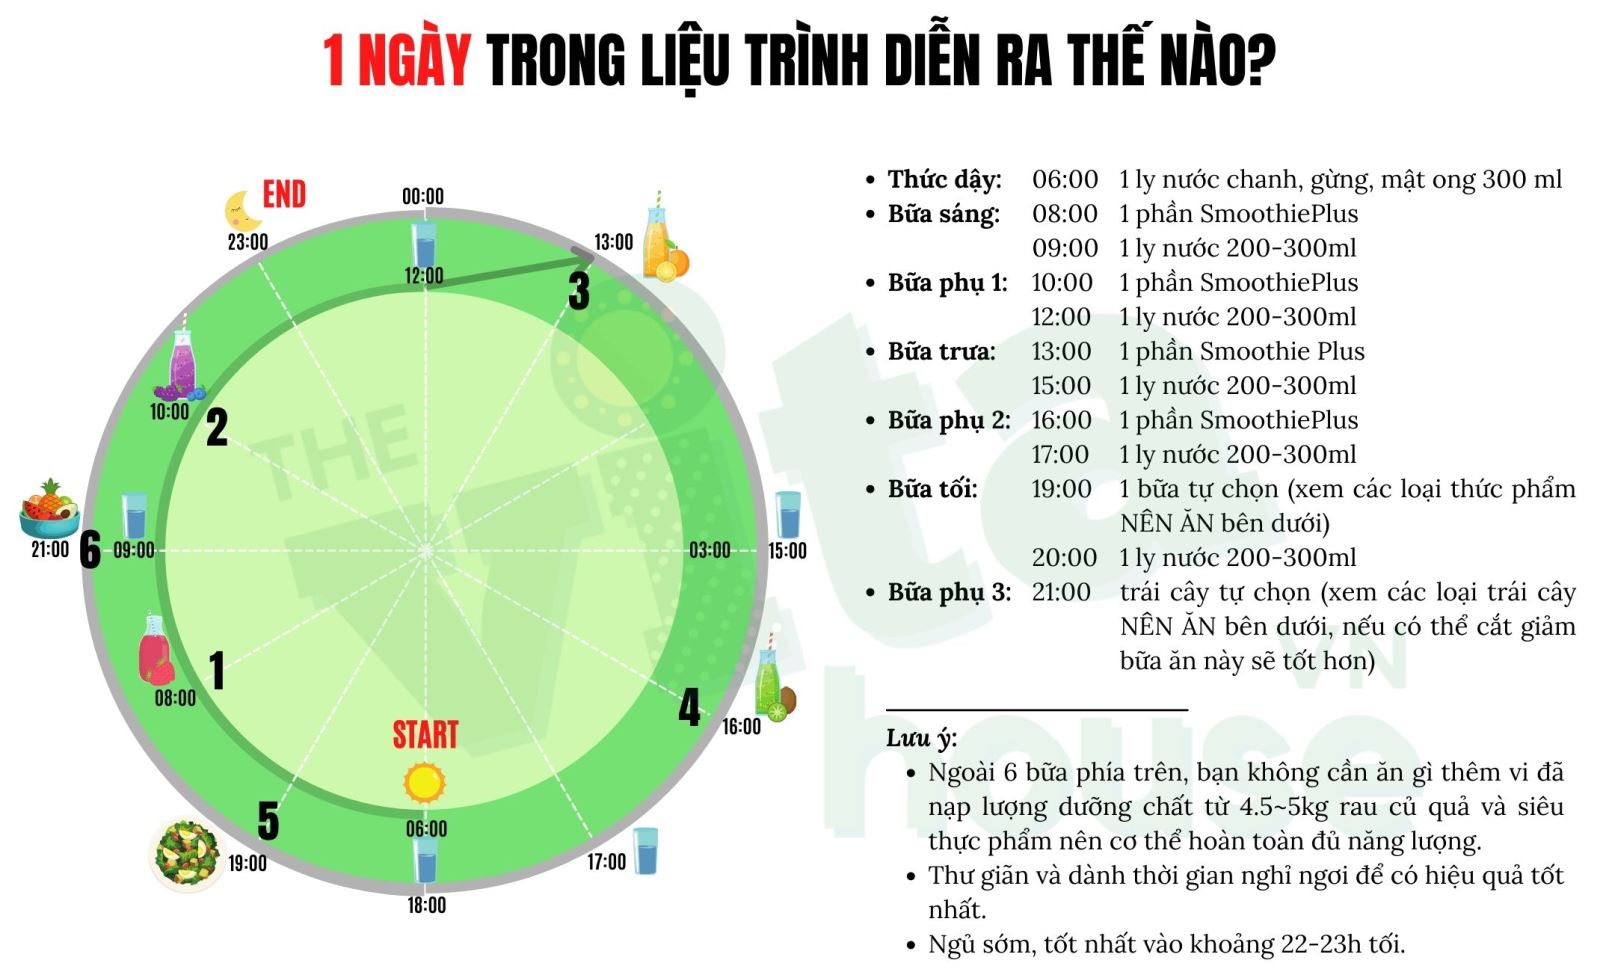 1 NGÀY TRONG LIỆU TRÌNH DIỄN RA THẾ NÀO?
END
23:00
00:00
12:00
13:00
3
10:00
2
21:00
6
09:00
03:00
15:00
1
08:00
START
06:00
4
16:00
5
19:00
17:00
18:00
THE
Vita
house
VN
• Thức dậy: 06:00 1 ly nước chanh, gừng, mật ong 300 ml
• Bữa sáng: 08:00 1 phần SmoothiePlus
09:00 1 ly nước 200-300ml
• Bữa phụ 1: 10:00 1 phần SmoothiePlus
12:00 1 ly nước 200-300ml
• Bữa trưa: 13:00 1 phần Smoothie Plus
15:00 1 ly nước 200-300ml
• Bữa phụ 2: 16:00 1 phần SmoothiePlus
17:00 1 ly nước 200-300ml
• Bữa tối: 19:00 1 bữa tự chọn (xem các loại thức phẩm
NÊN ĂN bên dưới)
20:00 1 ly nước 200-300ml
• Bữa phụ 3: 21:00 trái cây tự chọn (xem các loại trái cây
NÊN ĂN bên dưới, nếu có thể cắt giảm
bữa ăn này sẽ tốt hơn)
Lưu ý:
• Ngoài 6 bữa phía trên, bạn không cần ăn gì thêm vi đã
nạp lượng dưỡng chất từ 4.5~5kg rau củ quả và siêu
thực phẩm nên cơ thể hoàn toàn đủ năng lượng.
• Thư giãn và dành thời gian nghỉ ngơi để có hiệu quả tốt
nhất.
• Ngủ sớm, tốt nhất vào khoảng 22-23h tối.